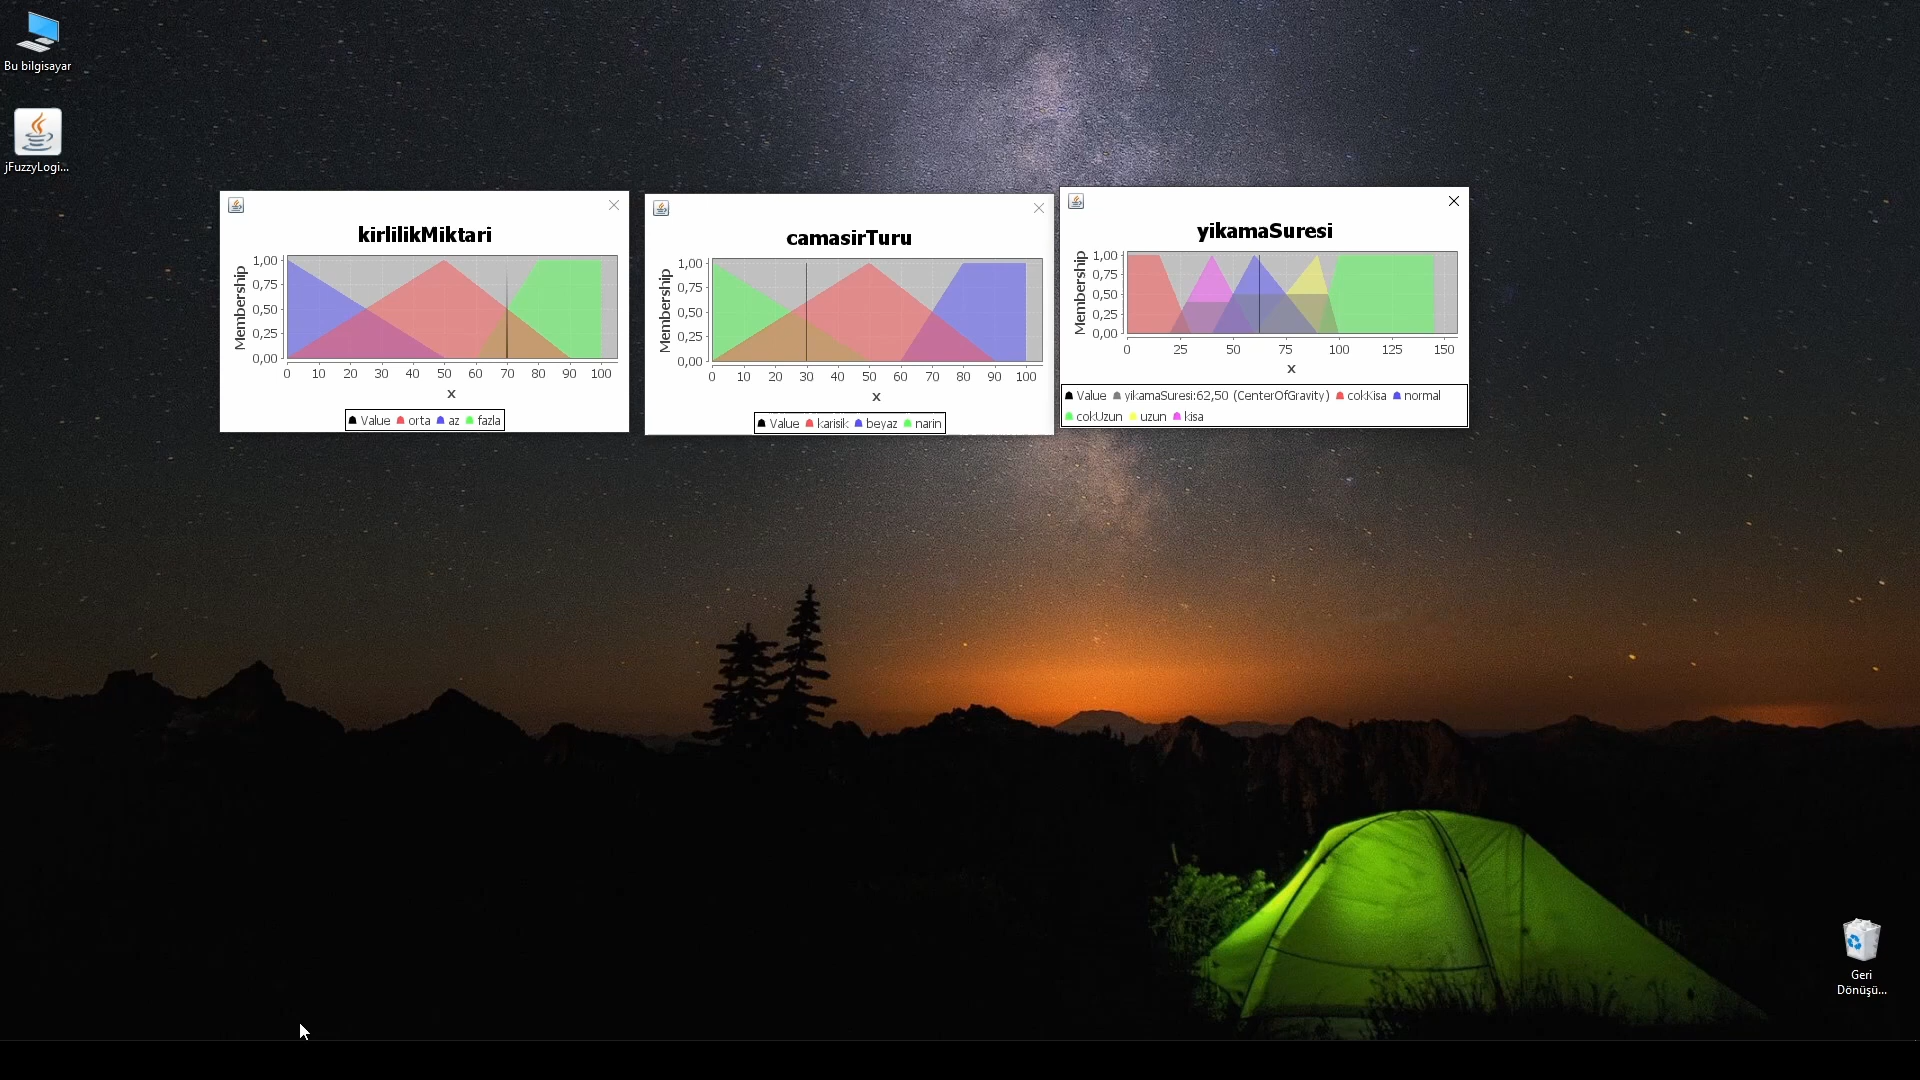 Bu bilgisayar
jFuzzyLogi...
kirlilikMiktari
Membership
1,00
0,75
0,50
0,25
0,00
0 10 20 30 40 50 60 70 80 90 100
x
Value orta az fazla
camasirTuru
Membership
1,00
0,75
0,50
0,25
0,00
0 10 20 30 40 50 60 70 80 90 100
x
Value karisik beyaz narin
yikamaSuresi
Membership
1,00
0,75
0,50
0,25
0,00
0 25 50 75 100 125 150
x
Value yikamaSuresi:62,50 (CenterOfGravity) cokKisa normal
cokUzun uzun kisa
Geri
Dönüşü...